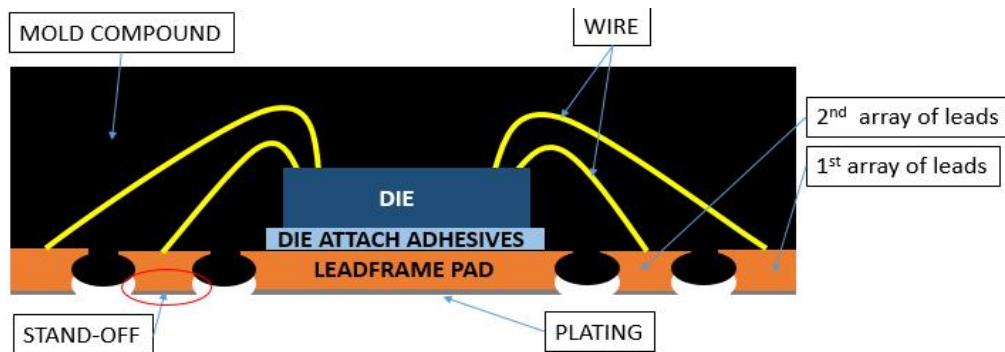 MOLD COMPOUND
WIRE
2nd array of leads
1st array of leads
DIE
DIE ATTACH ADHESIVES
LEADFRAME PAD
STAND-OFF
PLATING